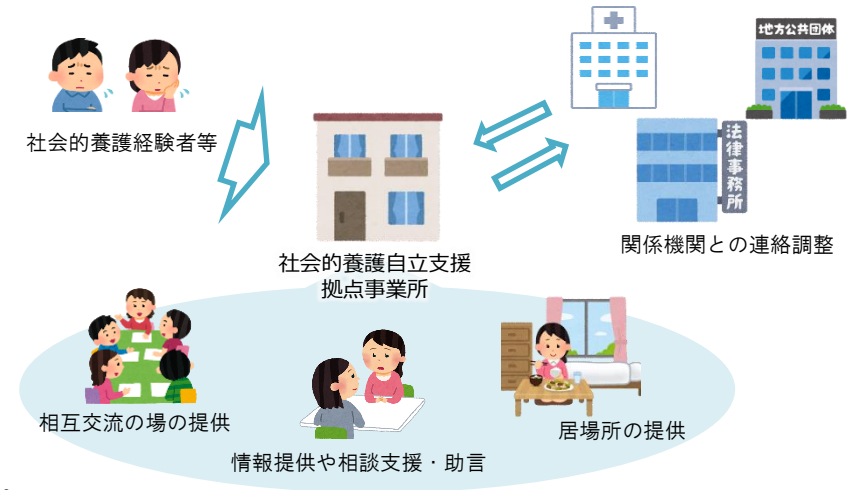 地方公共団体
法律事務所
社会的養護経験者等
関係機関との連絡調整
社会的養護自立支援
拠点事業所
相互交流の場の提供
居場所の提供
情報提供や相談支援・助言